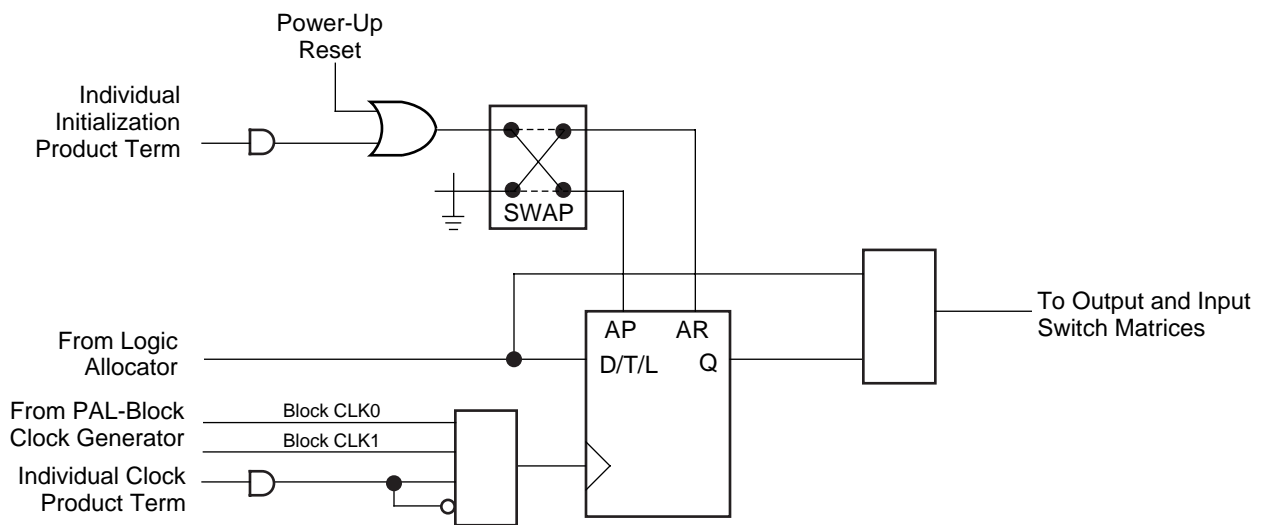 Power-Up
Reset
Individual
Initialization
Product Term
SWAP
To Output and Input
Switch Matrices
AP AR
From Logic
Allocator
D/T/L Q
From PAL-Block
Clock Generator
Block CLK0
Block CLK1
Individual Clock
Product Term